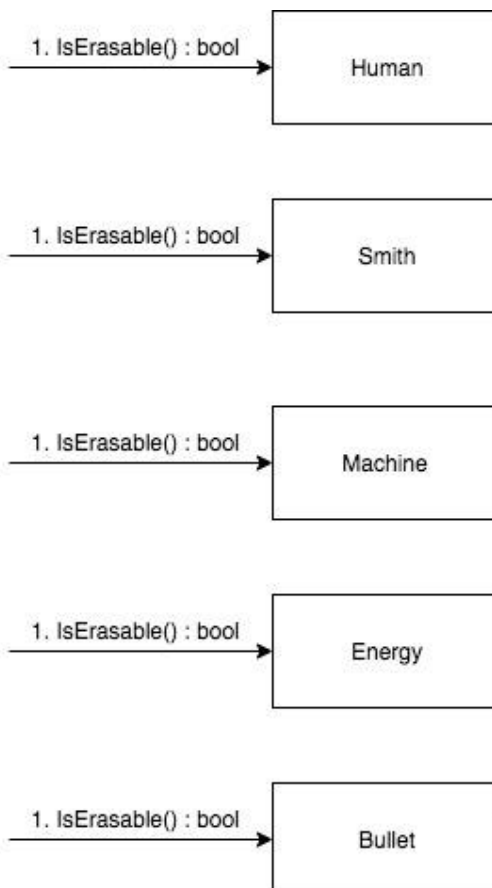 1. IsErasable() : bool
Human
1. IsErasable() : bool
Smith
1. IsErasable() : bool
Machine
1. IsErasable() : bool
Energy
1. IsErasable() : bool
Bullet